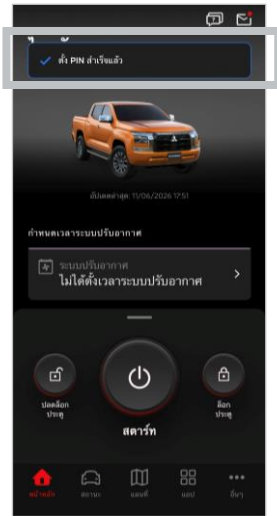 ตั้ง PIN สำเร็จแล้ว
อัปเดตล่าสุด: 11/06/2026 17:51
กำหนดเวลาระบบปรับอากาศ
ระบบปรับอากาศ
ไม่ได้ตั้งเวลาระบบปรับอากาศ
ปลดล็อก
ประตู
สตาร์ท
ล็อก
ประตู
หน้าหลัก
สถานะ
แผนที่
แอป
อื่นๆ